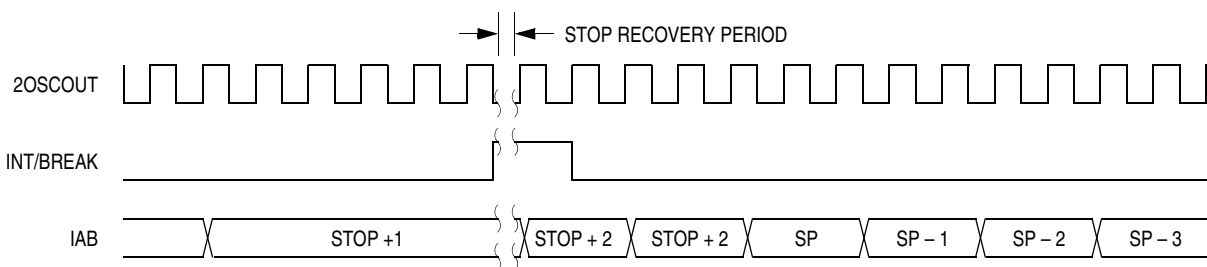 STOP RECOVERY PERIOD
2OSCOUT
INT/BREAK
IAB
STOP +1
STOP + 2
STOP + 2
SP
SP – 1
SP – 2
SP – 3